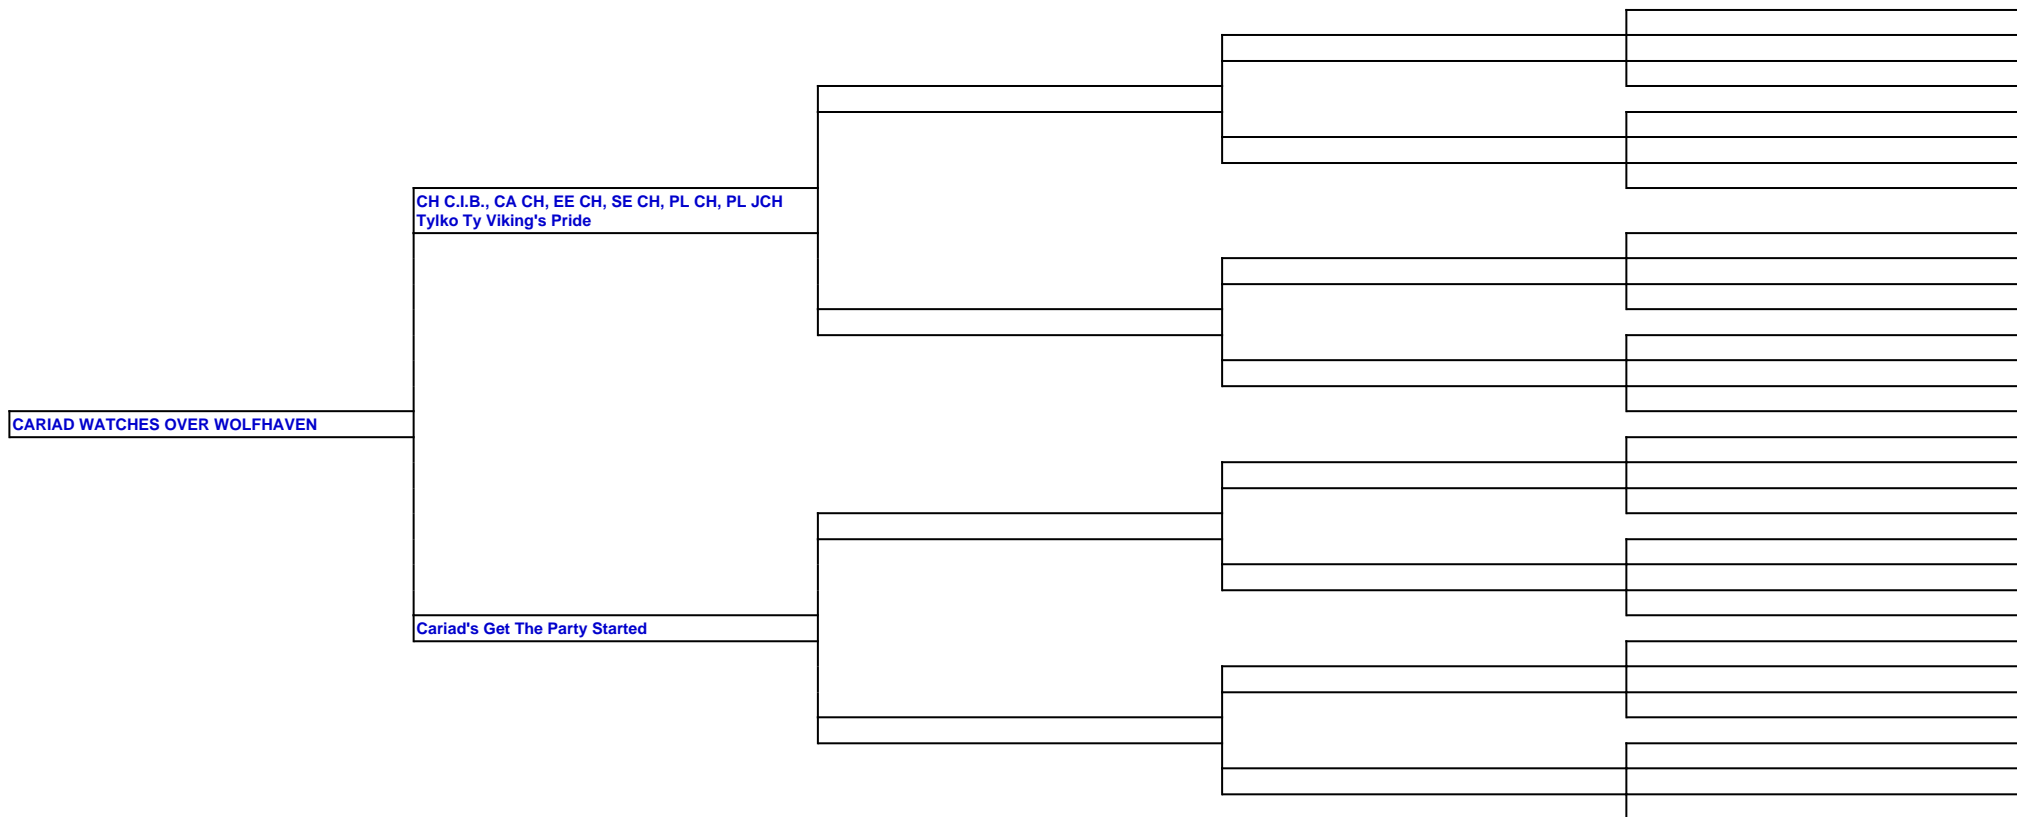 CH C.I.B., CA CH, EE CH, SE CH, PL CH, PL JCH
Tylko Ty Viking's Pride
CARIAD WATCHES OVER WOLFHAVEN
Cariad's Get The Party Started